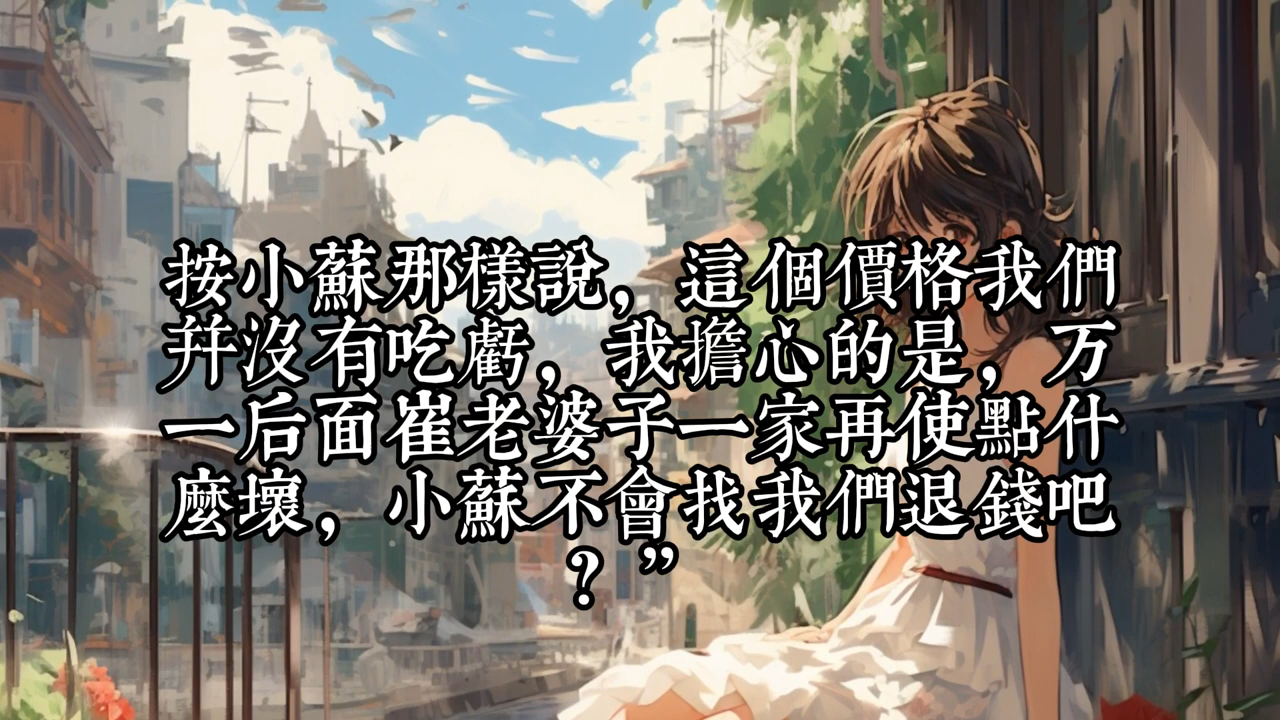 按小蘇那樣說，這個價格我們
并沒有吃虧，我擔心的是，万
一后面崔老婆子一家再使點什
麼壞，小蘇不會找我們退錢吧
？”